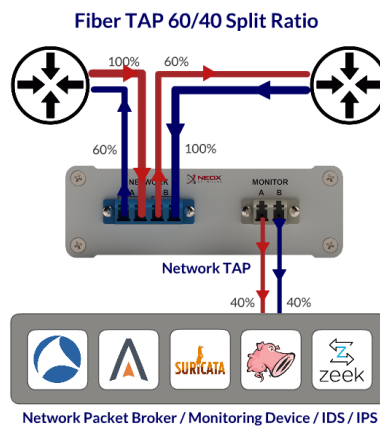 Fiber TAP 60/40 Split Ratio
100%
60%
60%
100%
NETWORK
A
B
NEOX
MONITOR
A
B
Network TAP
40%
40%
SURICATA
zeek
Network Packet Broker / Monitoring Device / IDS / IPS